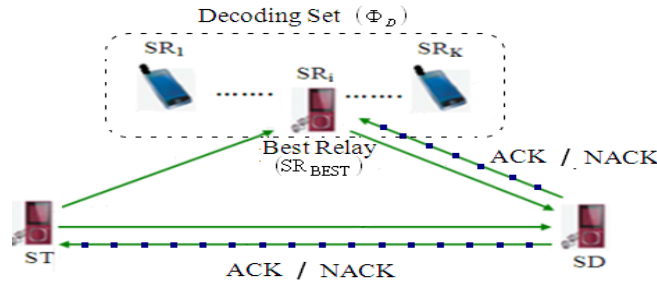 Decoding Set (Φ_D)
SR_1
SR_i
SR_K
........
......
Best Relay
(SR_BEST)
ACK / NACK
ST
SD
ACK / NACK